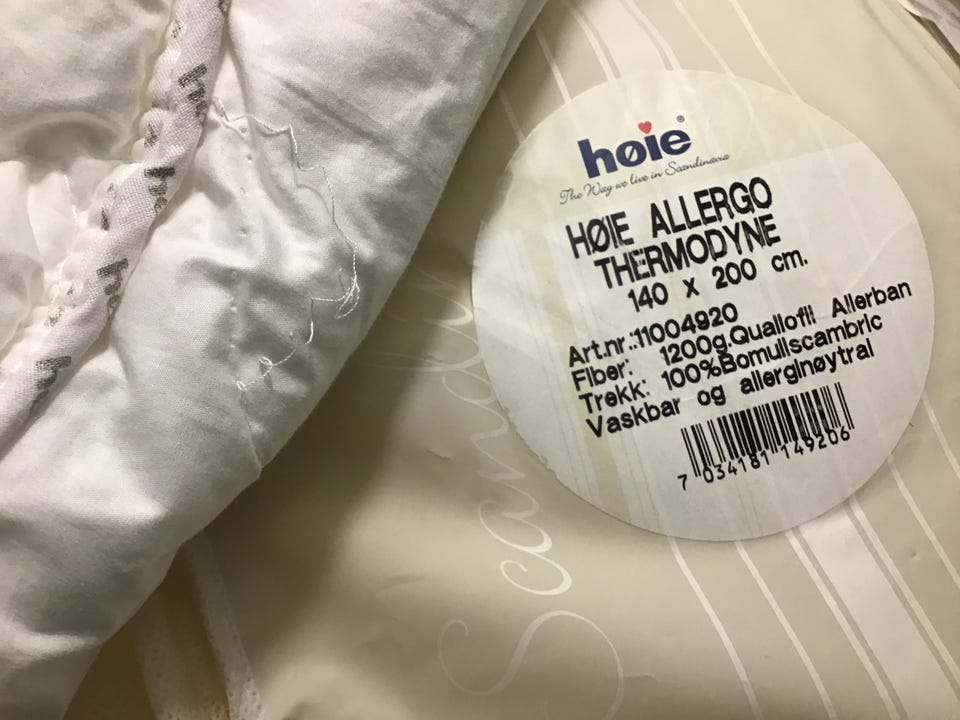 høie®
The Way we live in Scandinavia
HØIE ALLERGO
THERMODYNE
140 X 200 cm.
Art.nr.:11004920
Fiber: 1200g.Quallofil Allerban
Trekk: 100%Bomullscambric
Vaskbar og allerginøytral
7 034181 149206
Scandi